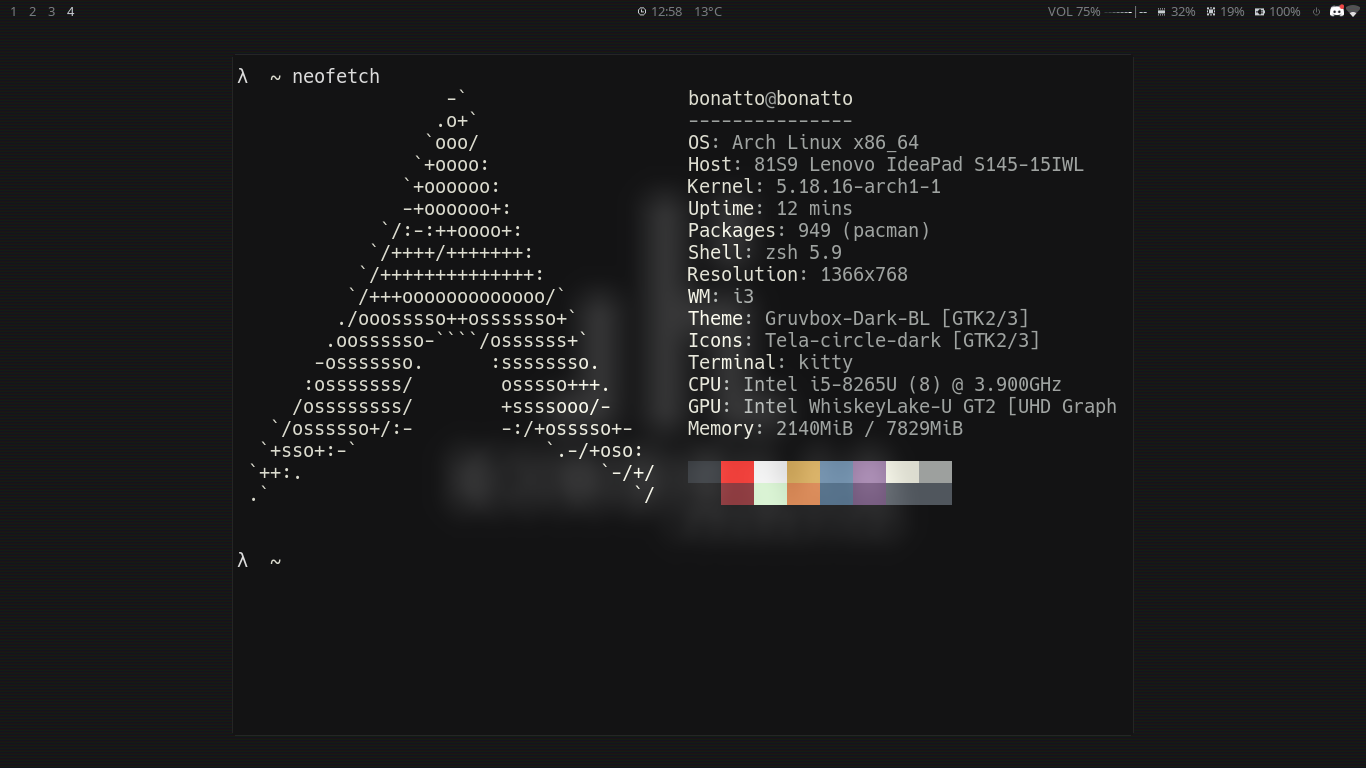 1 2 3 4 12:58 13°C VOL 75% ------|-- 32% 19% 100%
λ ~ neofetch
-` bonatto@bonatto
.o+` ---------------
`ooo/ OS: Arch Linux x86_64
`+oooo: Host: 81S9 Lenovo IdeaPad S145-15IWL
`+oooooo: Kernel: 5.18.16-arch1-1
-+oooooo+: Uptime: 12 mins
`/:-:++oooo+: Packages: 949 (pacman)
`/++++/+++++++: Shell: zsh 5.9
`/++++++++++++++: Resolution: 1366x768
`/+++ooooooooooooo/` WM: i3
./ooosssso++osssssso+` Theme: Gruvbox-Dark-BL [GTK2/3]
.oossssso-````/ossssss+` Icons: Tela-circle-dark [GTK2/3]
-osssssso. :ssssssso. Terminal: kitty
:osssssss/ osssso+++. CPU: Intel i5-8265U (8) @ 3.900GHz
/ossssssss/ +ssssooo/- GPU: Intel WhiskeyLake-U GT2 [UHD Graph
`/ossssso+/:- -:/+osssso+- Memory: 2140MiB / 7829MiB
`+sso+:-` `.-/+oso:
`++:. `-/+/
.` `/
λ ~